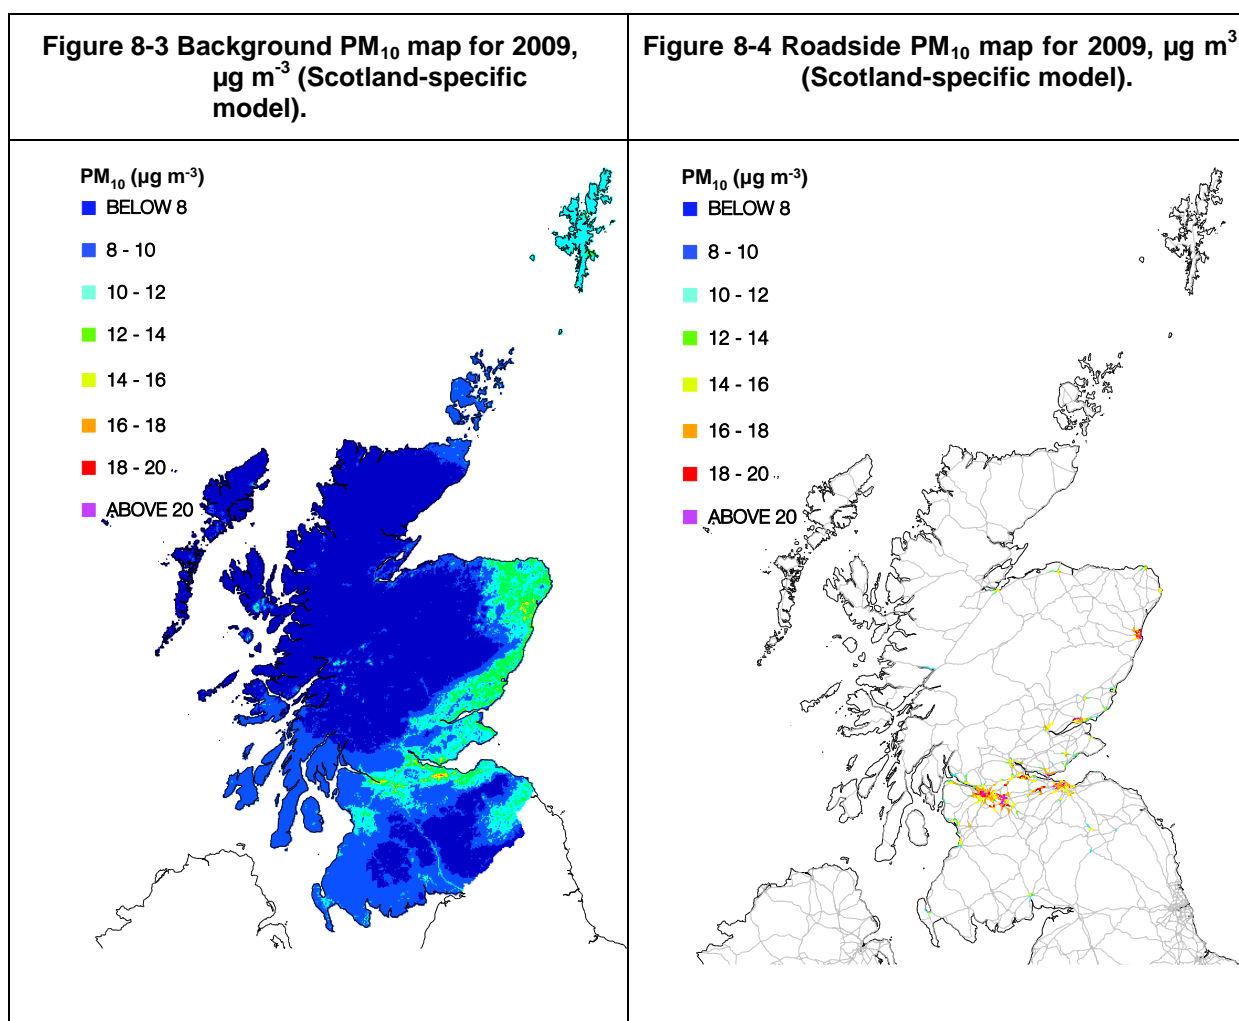 Figure 8-3 Background PM10 map for 2009,
µg m-3 (Scotland-specific
model).
Figure 8-4 Roadside PM10 map for 2009, µg m3
(Scotland-specific model).
PM10 (µg m-3)
BELOW 8
8 - 10
10 - 12
12 - 14
14 - 16
16 - 18
18 - 20
ABOVE 20
PM10 (µg m-3)
BELOW 8
8 - 10
10 - 12
12 - 14
14 - 16
16 - 18
18 - 20
ABOVE 20